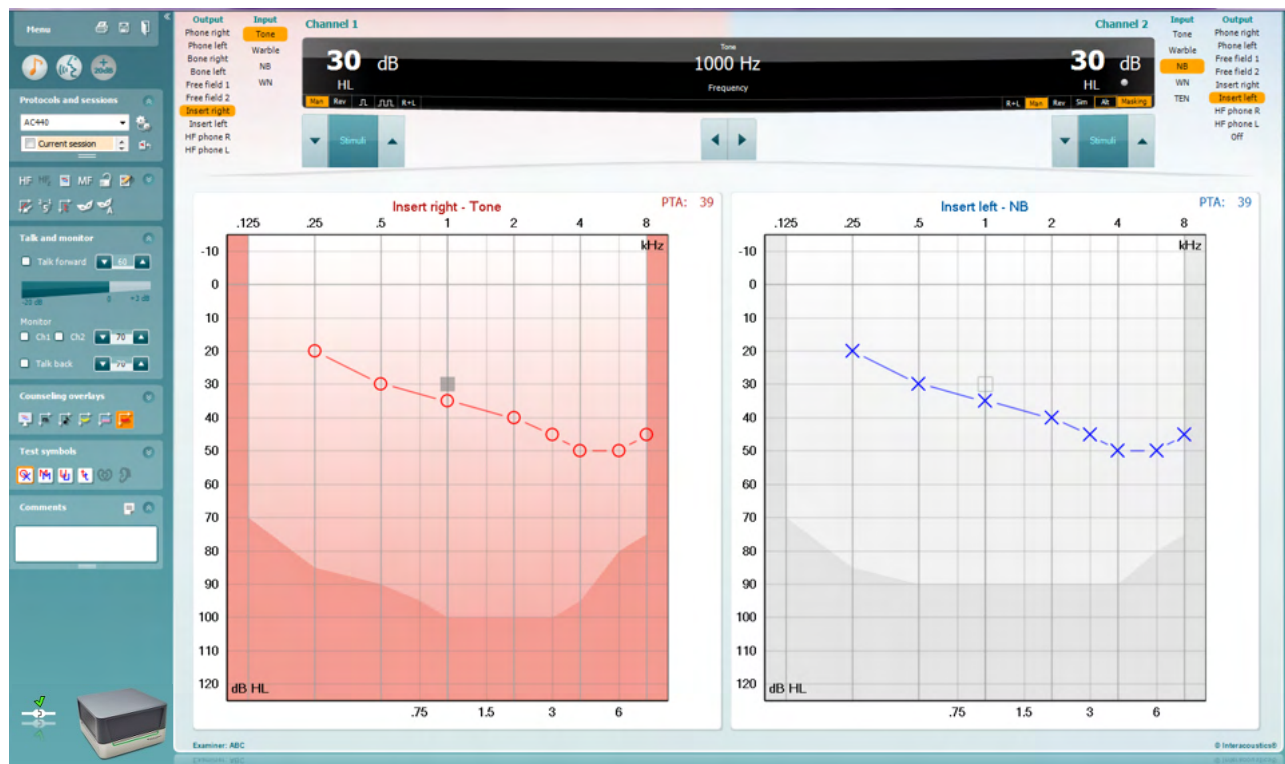 Menu
Protocols and sessions
AC440
Current session
HF
MF
Talk and monitor
Talk forward 60
-20 dB 0 +3 dB
Monitor
Ch1 Ch2 70
Talk back 70
Counseling overlays
Test symbols
Comments
Output
Phone right
Phone left
Bone right
Bone left
Free field 1
Free field 2
Insert right
Insert left
HF phone R
HF phone L
Input
Tone
Warble
NB
WN
Channel 1
Channel 2
30 dB
HL
Man Rev R+L
Tone
1000 Hz
Frequency
30 dB
HL
R+L Man Rev Sim Alt Masking
Stimuli
Stimuli
Input
Tone
Warble
NB
WN
TEN
Output
Phone right
Phone left
Free field 1
Free field 2
Insert right
Insert left
HF phone R
HF phone L
Off
Insert right - Tone
PTA: 39
.125 .25 .5 1 2 4 8
kHz
-10
0
10
20
30
40
50
60
70
80
90
100
110
120
dB HL
.75 1.5 3 6
Insert left - NB
PTA: 39
.125 .25 .5 1 2 4 8
kHz
-10
0
10
20
30
40
50
60
70
80
90
100
110
120
dB HL
.75 1.5 3 6
Examiner: ABC
© Interacoustics®